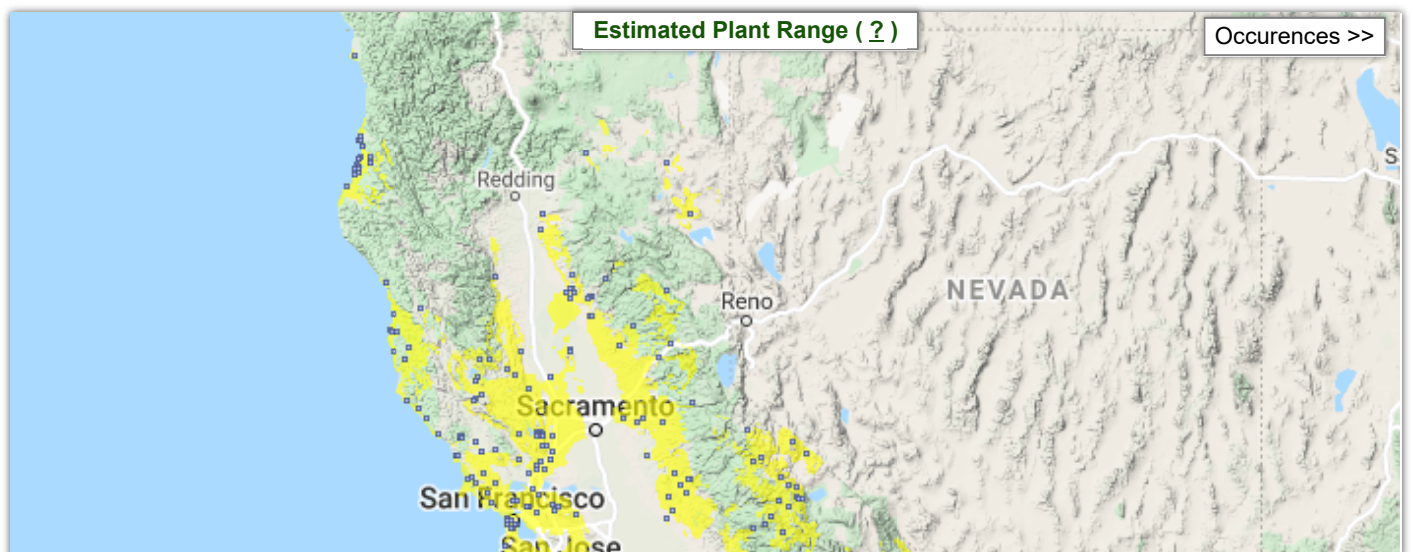 Estimated Plant Range ( ? )
Occurences >>
S
Redding
Reno
NEVADA
Sacramento
San Francisco
San Jose